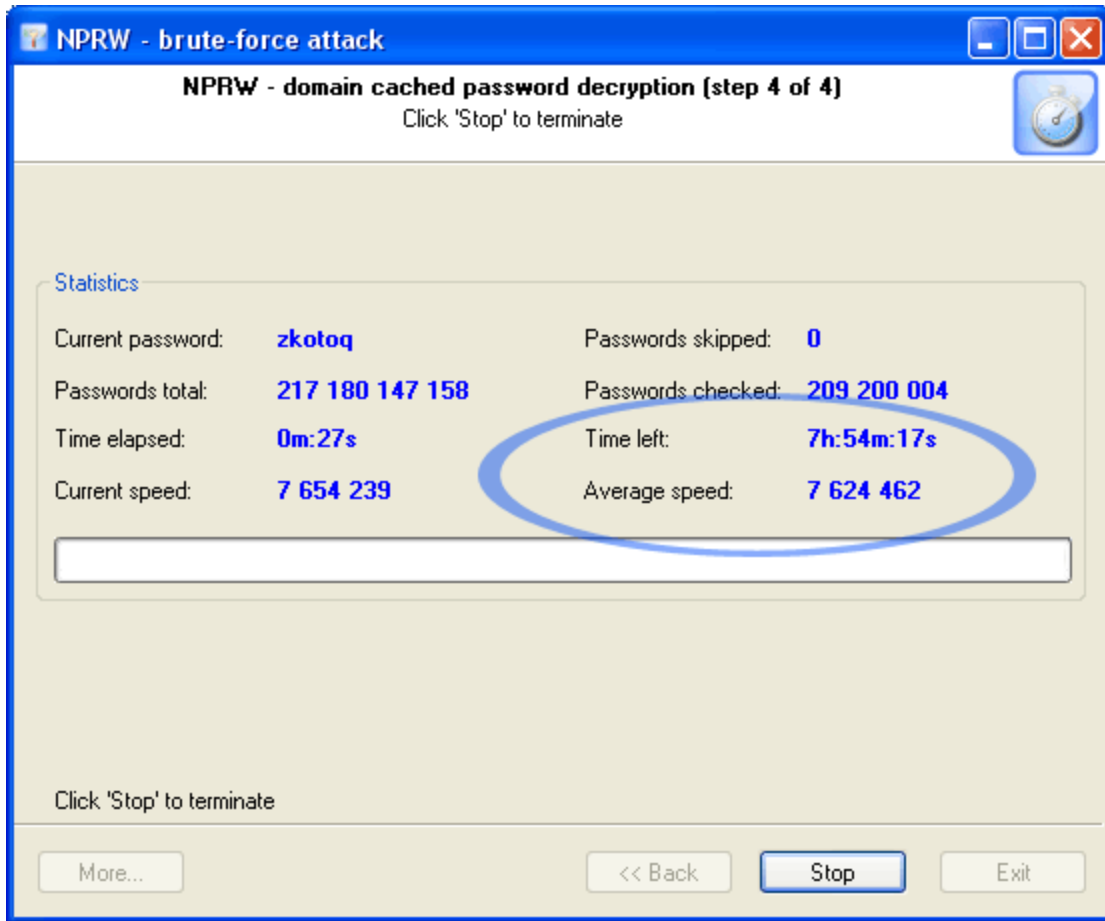 NPRW - brute-force attack
NPRW - domain cached password decryption (step 4 of 4)
Click 'Stop' to terminate
Statistics
Current password: zkotoq Passwords skipped: 0
Passwords total: 217 180 147 158 Passwords checked: 209 200 004
Time elapsed: 0m:27s Time left: 7h:54m:17s
Current speed: 7 654 239 Average speed: 7 624 462
Click 'Stop' to terminate
More... << Back Stop Exit